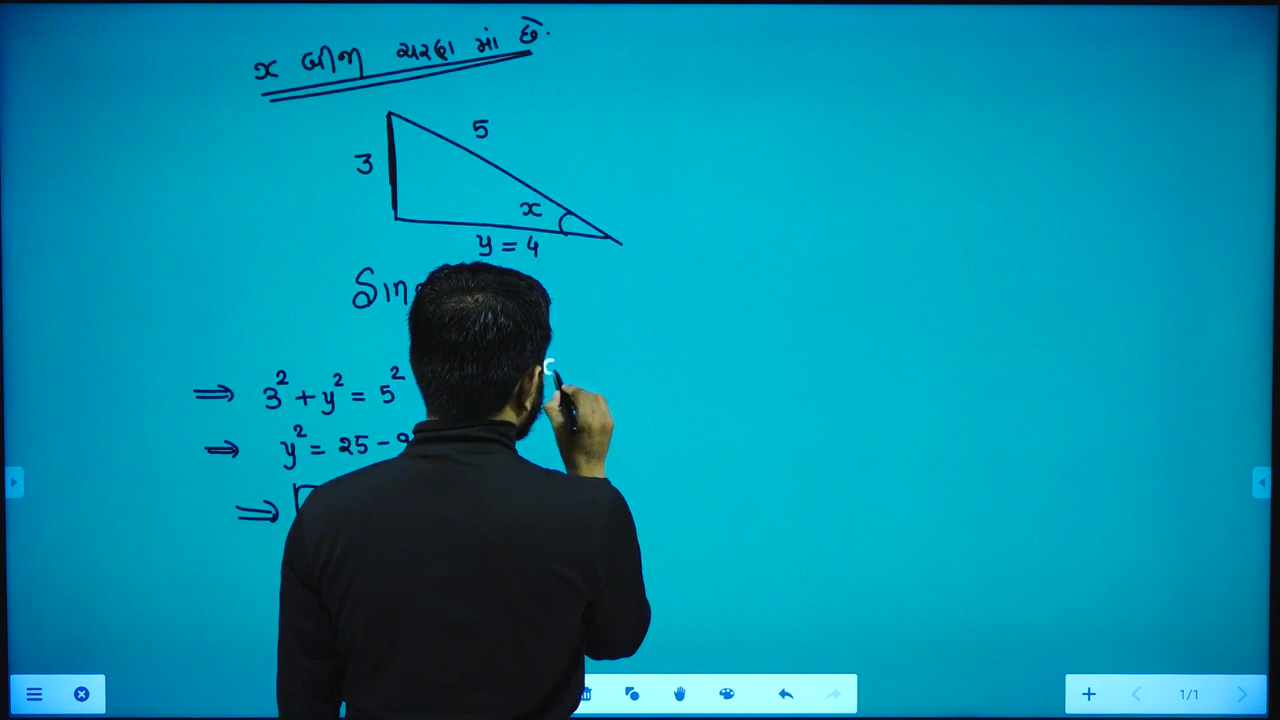 x બીજા ચરણ માં છે.
5
3
x
y = 4
Sin
⇒ 3² + y² = 5²
⇒ y² = 25 -
⇒
1/1